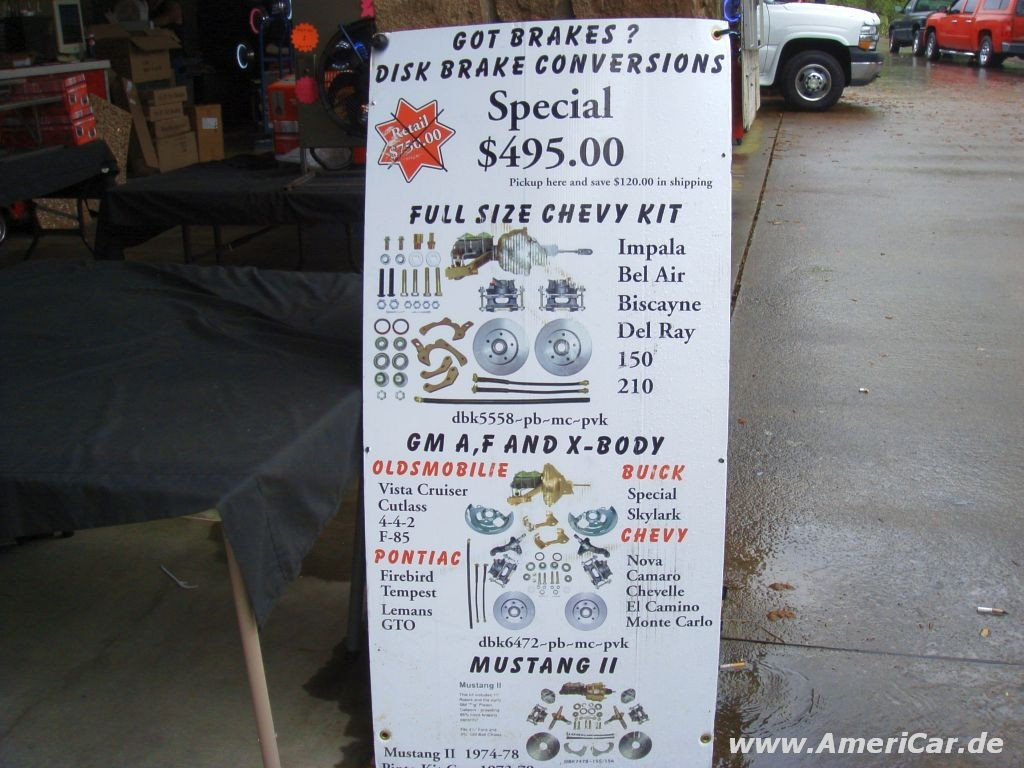 GOT BRAKES ?
DISK BRAKE CONVERSIONS
Special
Retail
$750.00
$495.00
Pickup here and save $120.00 in shipping
FULL SIZE CHEVY KIT
Impala
Bel Air
Biscayne
Del Ray
150
210
dbk5558-pb-mc-pvk
GM A,F AND X-BODY
OLDSMOBILIE
Vista Cruiser
Cutlass
4-4-2
F-85
PONTIAC
Firebird
Tempest
Lemans
GTO
BUICK
Special
Skylark
CHEVY
Nova
Camaro
Chevelle
El Camino
Monte Carlo
dbk6472-pb-mc-pvk
MUSTANG II
Mustang II
Mustang II 1974-78
www.AmeriCar.de